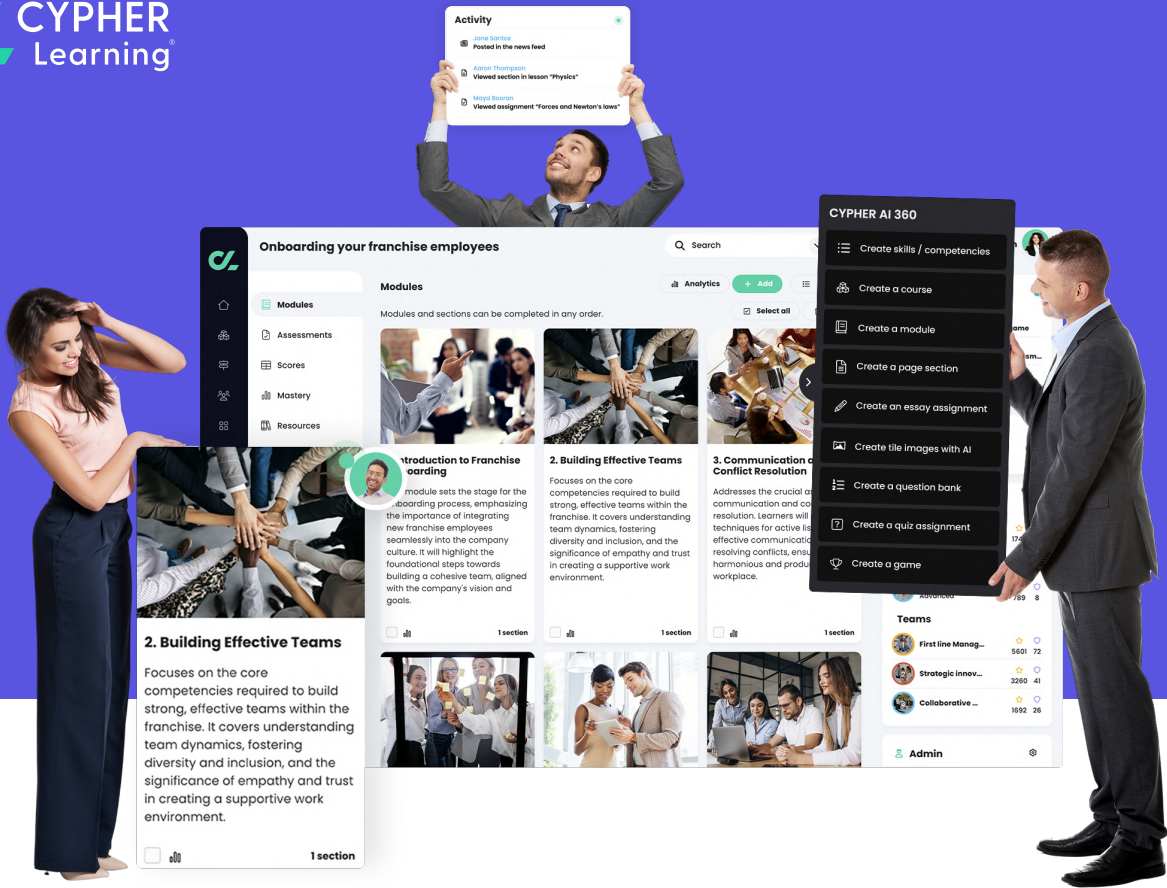 CYPHER
Learning®
Activity
Jane Santos
Posted in the news feed
Aaron Thompson
Viewed section in lesson "Physics"
Maya Booran
Viewed assignment "Forces and Newton's laws"
Onboarding your franchise employees
Search
Modules
Assessments
Scores
Mastery
Resources
Modules
Analytics
+ Add
Modules and sections can be completed in any order.
Select all
ntroduction to Franchise
oarding
module sets the stage for the
boarding process, emphasizing
the importance of integrating
new franchise employees
seamlessly into the company
culture. It will highlight the
foundational steps towards
building a cohesive team, aligned
with the company's vision and
goals.
1 section
2. Building Effective Teams
Focuses on the core
competencies required to build
strong, effective teams within the
franchise. It covers understanding
team dynamics, fostering
diversity and inclusion, and the
significance of empathy and trust
in creating a supportive work
environment.
1 section
3. Communication a
Conflict Resolution
Addresses the crucial as
communication and co
resolution. Learners will
techniques for active lis
effective communicatio
resolving conflicts, ensu
harmonious and produ
workplace.
1 section
CYPHER AI 360
Create skills / competencies
Create a course
Create a module
Create a page section
Create an essay assignment
Create tile images with AI
Create a question bank
Create a quiz assignment
Create a game
ame
sm...
174
Advanced
789 8
Teams
First line Manag...
5601 72
Strategic innov...
3260 41
Collaborative ...
1692 26
Admin
2. Building Effective Teams
Focuses on the core
competencies required to build
strong, effective teams within the
franchise. It covers understanding
team dynamics, fostering
diversity and inclusion, and the
significance of empathy and trust
in creating a supportive work
environment.
1 section